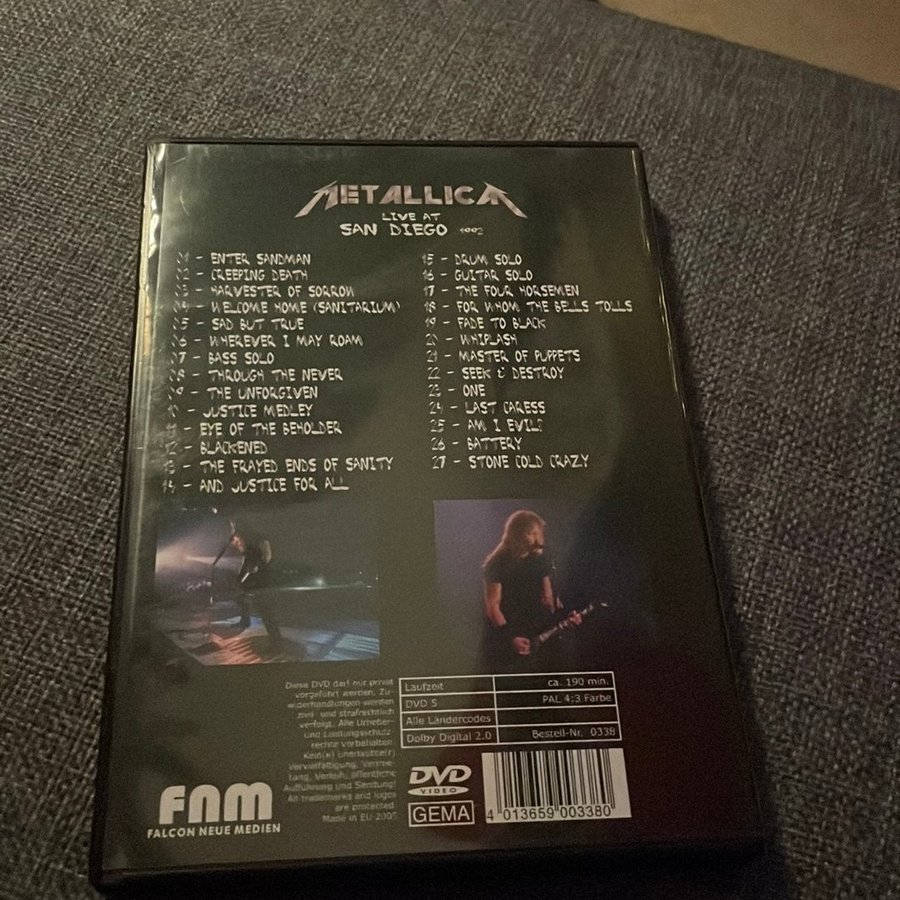 METALLICA
LIVE AT
SAN DIEGO 1992
01 - ENTER SANDMAN
02 - CREEPING DEATH
03 - HARVESTER OF SORROW
04 - WELCOME HOME (SANITARIUM)
05 - SAD BUT TRUE
06 - WHEREVER I MAY ROAM
07 - BASS SOLO
08 - THROUGH THE NEVER
09 - THE UNFORGIVEN
10 - JUSTICE MEDLEY
11 - EYE OF THE BEHOLDER
12 - BLACKENED
13 - THE FRAYED ENDS OF SANITY
14 - AND JUSTICE FOR ALL
15 - DRUM SOLO
16 - GUITAR SOLO
17 - THE FOUR HORSEMEN
18 - FOR WHOM THE BELLS TOLLS
19 - FADE TO BLACK
20 - WHIPLASH
21 - MASTER OF PUPPETS
22 - SEEK & DESTROY
23 - ONE
24 - LAST CARESS
25 - AM I EVIL?
26 - BATTERY
27 - STONE COLD CRAZY
Diese DVD darf nur privat
vorgeführt werden. Zu-
widerhandlungen werden
zivil- und strafrechtlich
verfolgt. Alle Urheber-
und Leistungsschutz-
rechte vorbehalten
Kein(e) unerlaubte(r)
Vervielfältigung, Vermie-
tung, Verleih, öffentliche
Aufführung und Sendung!
All trademarks and logos
are protected.
Made in EU 2005
Laufzeit ca. 190 min.
DVD 5 PAL 4:3 Farbe
Alle Ländercodes
Dolby Digital 2.0 Bestell-Nr. 0338
DVD
VIDEO
GEMA
4 013659 003380
FNM
FALCON NEUE MEDIEN